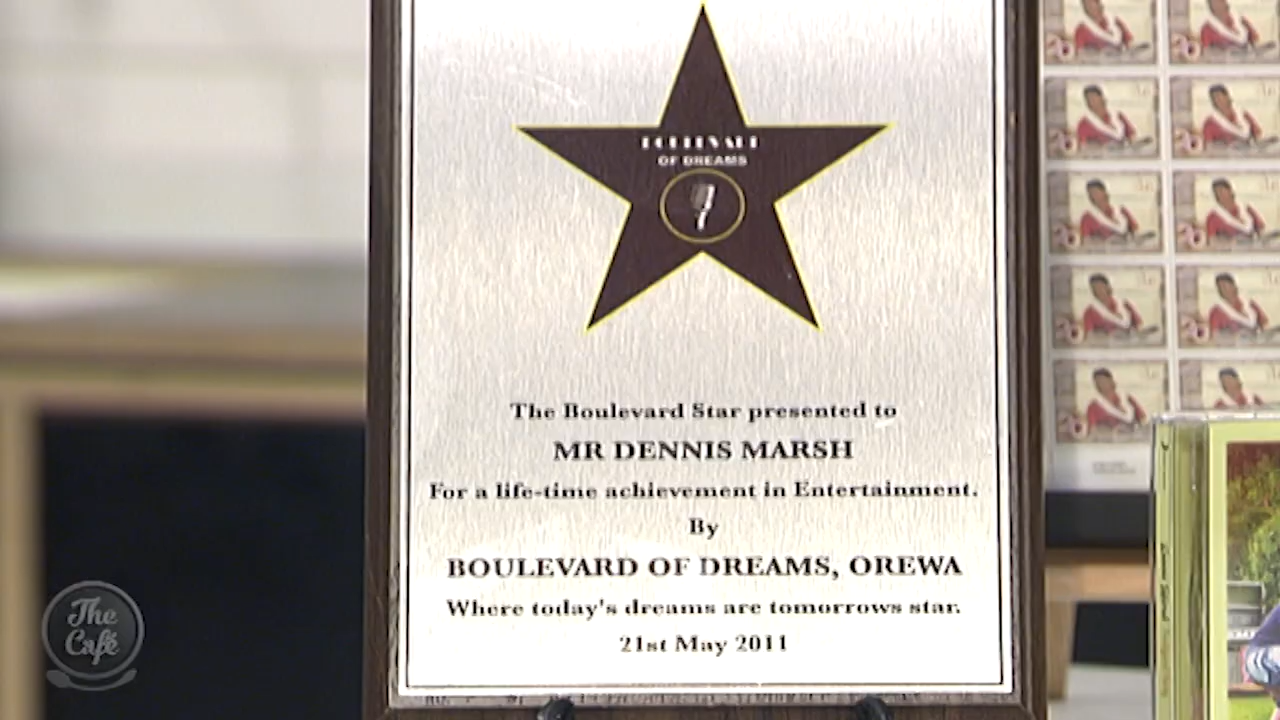 BOULEVARD
OF DREAMS
The Boulevard Star presented to
MR DENNIS MARSH
For a life-time achievement in Entertainment.
By
BOULEVARD OF DREAMS, OREWA
Where today's dreams are tomorrows star.
21st May 2011
The
Café